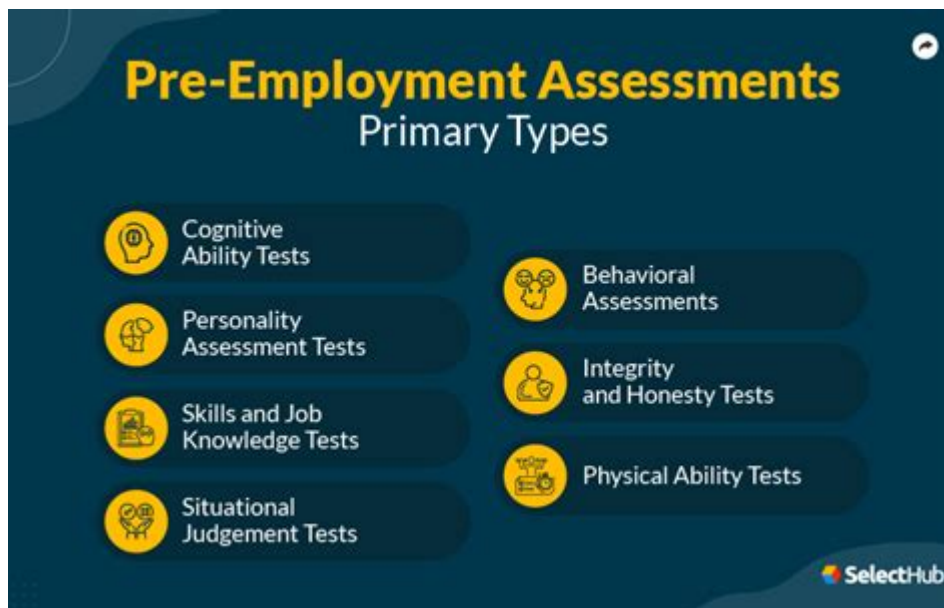 Pre-Employment Assessments
Primary Types
Cognitive
Ability Tests
Personality
Assessment Tests
Skills and Job
Knowledge Tests
Situational
Judgement Tests
Behavioral
Assessments
Integrity
and Honesty Tests
Physical Ability Tests
SelectHub